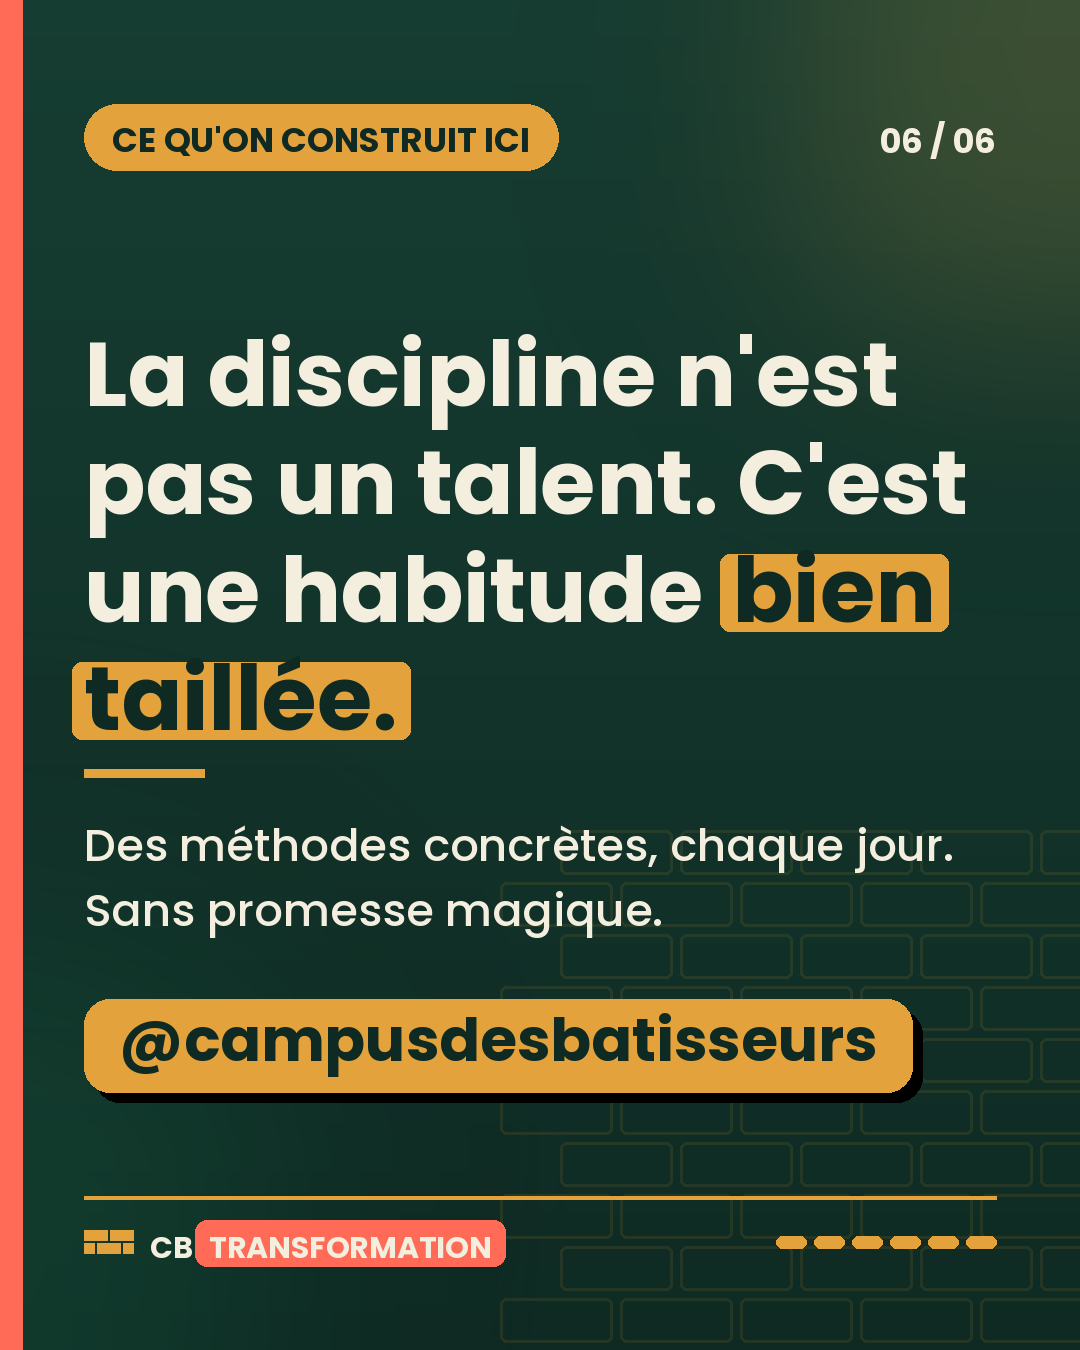 CE QU'ON CONSTRUIT ICI
06 / 06
La discipline n'est
pas un talent. C'est
une habitude bien
taillée.
Des méthodes concrètes, chaque jour.
Sans promesse magique.
@campusdesbatisseurs
CB TRANSFORMATION